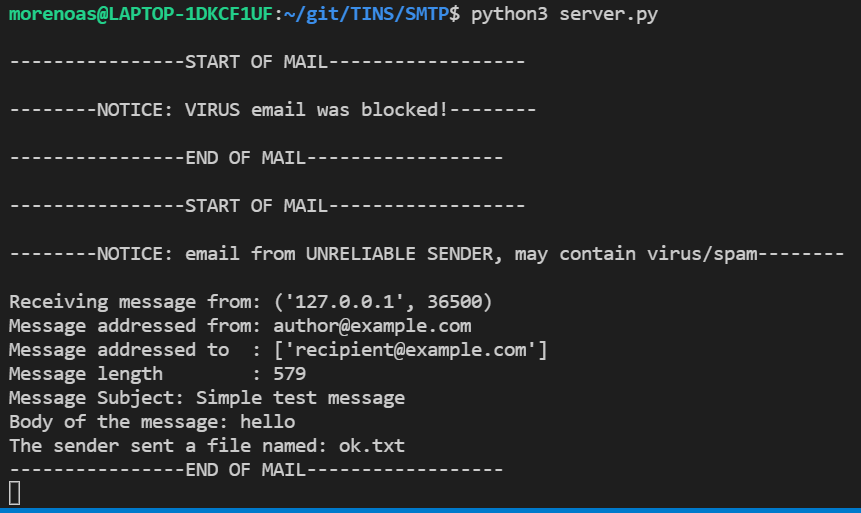 morenoas@LAPTOP-1DKCF1UF:~/git/TINS/SMTP$ python3 server.py
----------------START OF MAIL------------------
--------NOTICE: VIRUS email was blocked!--------
----------------END OF MAIL------------------
----------------START OF MAIL------------------
--------NOTICE: email from UNRELIABLE SENDER, may contain virus/spam--------
Receiving message from: ('127.0.0.1', 36500)
Message addressed from: author@example.com
Message addressed to  : ['recipient@example.com']
Message length        : 579
Message Subject: Simple test message
Body of the message: hello
The sender sent a file named: ok.txt
----------------END OF MAIL------------------